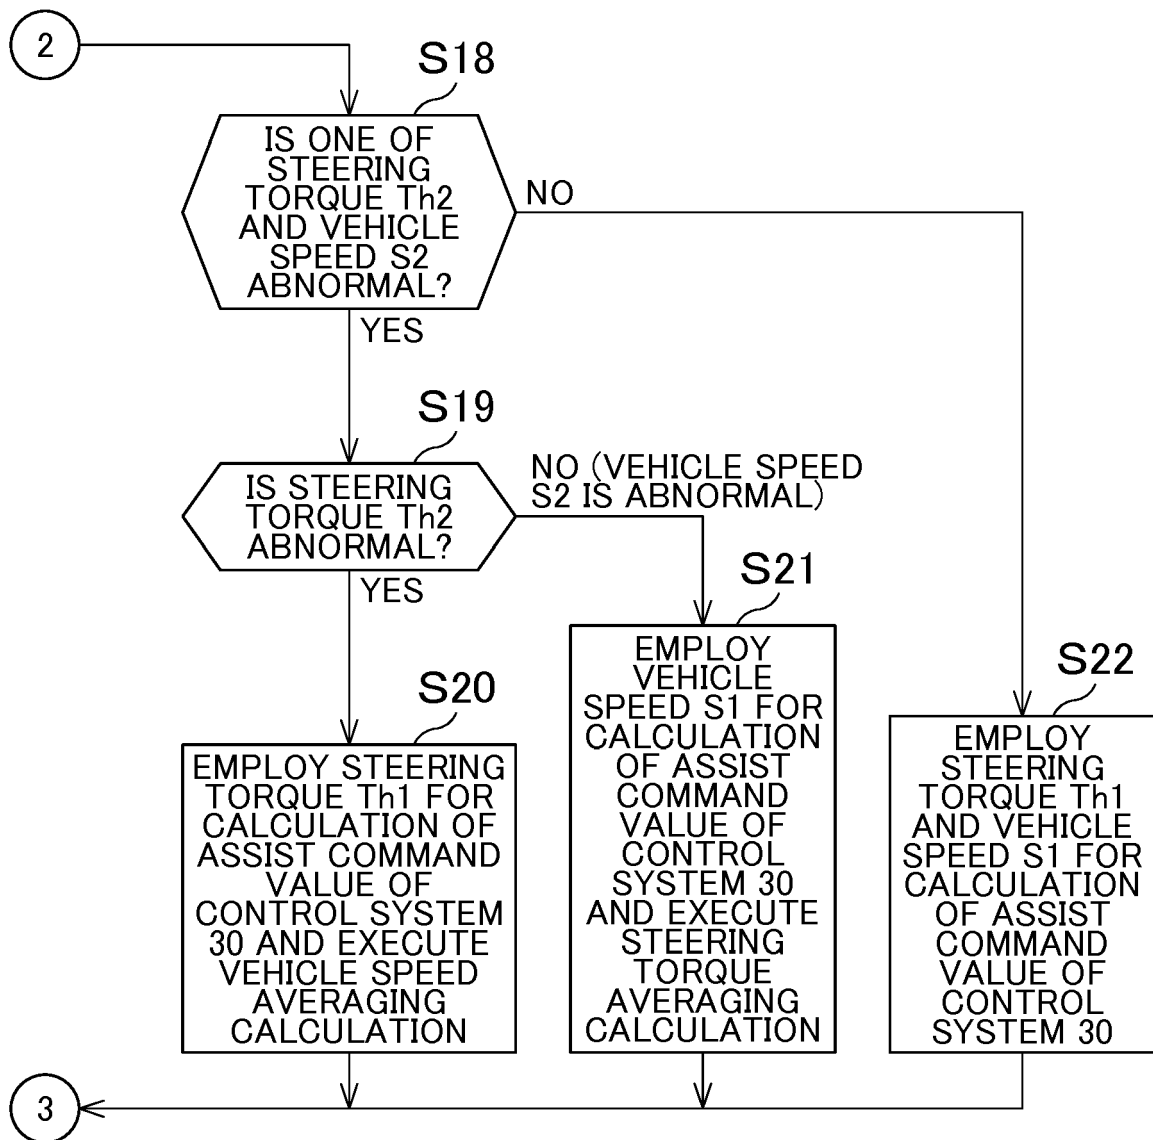 2
S18
IS ONE OF
STEERING
TORQUE Th2
AND VEHICLE
SPEED S2
ABNORMAL?
NO
YES
S19
IS STEERING
TORQUE Th2
ABNORMAL?
NO (VEHICLE SPEED
S2 IS ABNORMAL)
YES
S20
EMPLOY STEERING
TORQUE Th1 FOR
CALCULATION OF
ASSIST COMMAND
VALUE OF
CONTROL SYSTEM
30 AND EXECUTE
VEHICLE SPEED
AVERAGING
CALCULATION
S21
EMPLOY
VEHICLE
SPEED S1 FOR
CALCULATION
OF ASSIST
COMMAND
VALUE OF
CONTROL
SYSTEM 30
AND EXECUTE
STEERING
TORQUE
AVERAGING
CALCULATION
S22
EMPLOY
STEERING
TORQUE Th1
AND VEHICLE
SPEED S1 FOR
CALCULATION
OF ASSIST
COMMAND
VALUE OF
CONTROL
SYSTEM 30
3